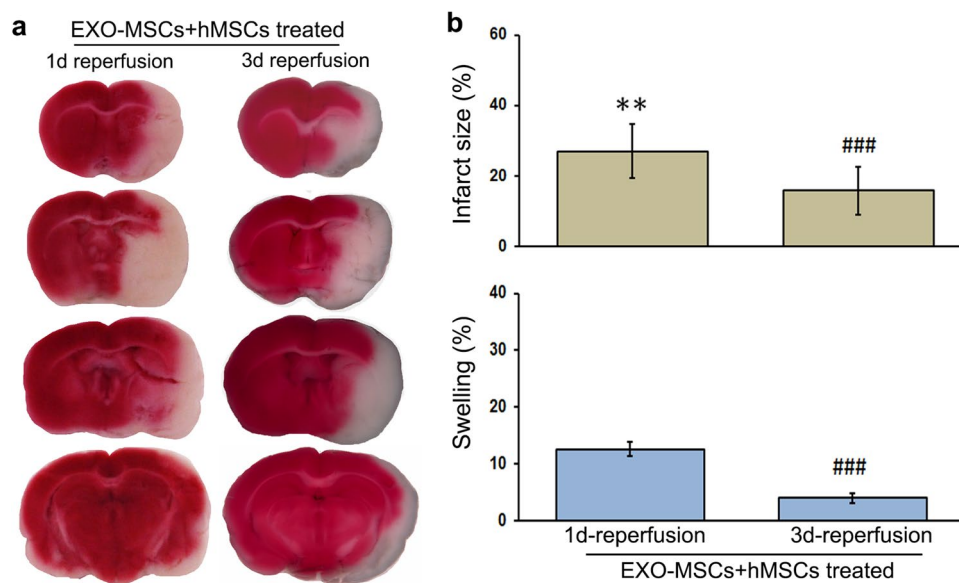 a
EXO-MSCs+hMSCs treated
1d reperfusion
3d reperfusion
b
Infarct size (%)
60
40
20
0
**
###
Swelling (%)
40
30
20
10
0
###
1d-reperfusion
3d-reperfusion
EXO-MSCs+hMSCs treated